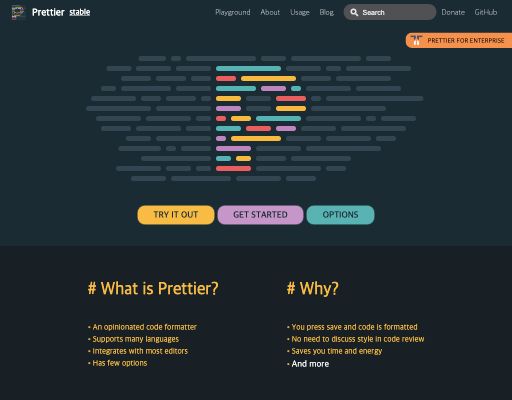 Prettier stable
Playground About Usage Blog Search Donate GitHub
PRETTIER FOR ENTERPRISE
TRY IT OUT GET STARTED OPTIONS
# What is Prettier?
- An opinionated code formatter
- Supports many languages
- Integrates with most editors
- Has few options
# Why?
- You press save and code is formatted
- No need to discuss style in code review
- Saves you time and energy
- And more